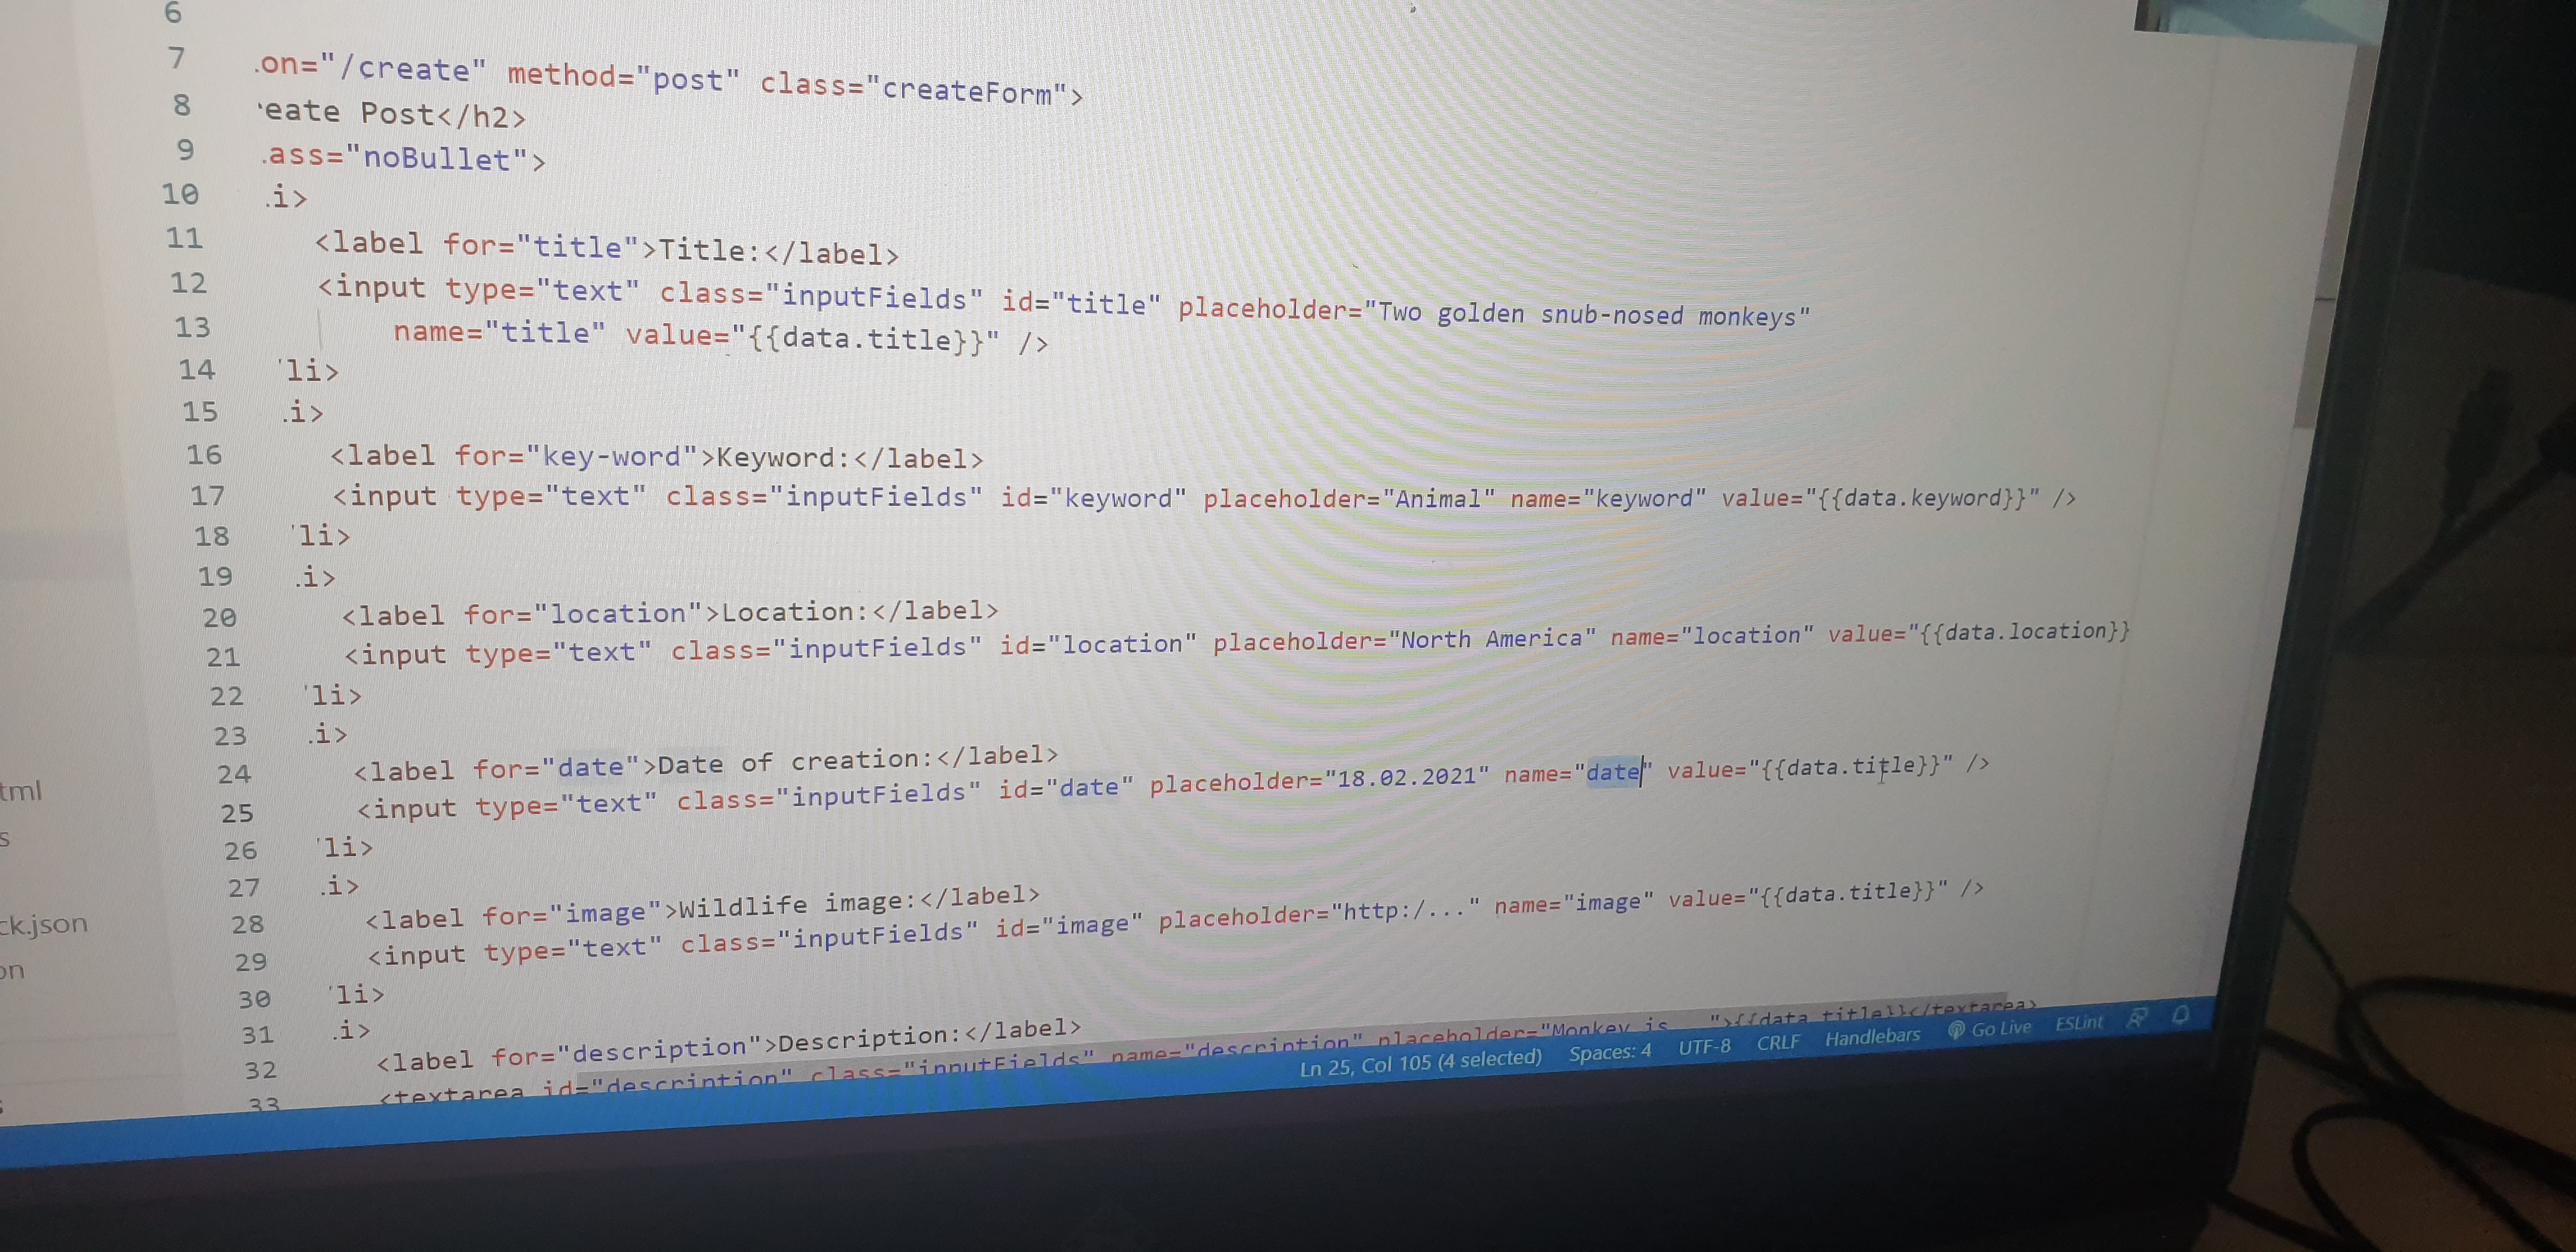 6
7 .on="/create" method="post" class="createForm">
8 eate Post</h2>
9 .ass="noBullet">
10 .i>
11 <label for="title">Title:</label>
12 <input type="text" class="inputFields" id="title" placeholder="Two golden snub-nosed monkeys"
13 name="title" value="{{data.title}}" />
14 li>
15 .i>
16 <label for="key-word">Keyword:</label>
17 <input type="text" class="inputFields" id="keyword" placeholder="Animal" name="keyword" value="{{data.keyword}}" />
18 li>
19 .i>
20 <label for="location">Location:</label>
21 <input type="text" class="inputFields" id="location" placeholder="North America" name="location" value="{{data.location}}
22 li>
23 .i>
24 <label for="date">Date of creation:</label>
25 <input type="text" class="inputFields" id="date" placeholder="18.02.2021" name="date" value="{{data.title}}" />
26 li>
27 .i>
28 <label for="image">Wildlife image:</label>
29 <input type="text" class="inputFields" id="image" placeholder="http:/..." name="image" value="{{data.title}}" />
30 li>
31 .i>
32 <label for="description">Description:</label>
33 <textarea id="description" class="inputFields" name="description" placeholder="Monkey is ...">{{data.title}}</textarea>
tml
s
ck.json
on
Ln 25, Col 105 (4 selected) Spaces: 4 UTF-8 CRLF Handlebars Go Live ESLint